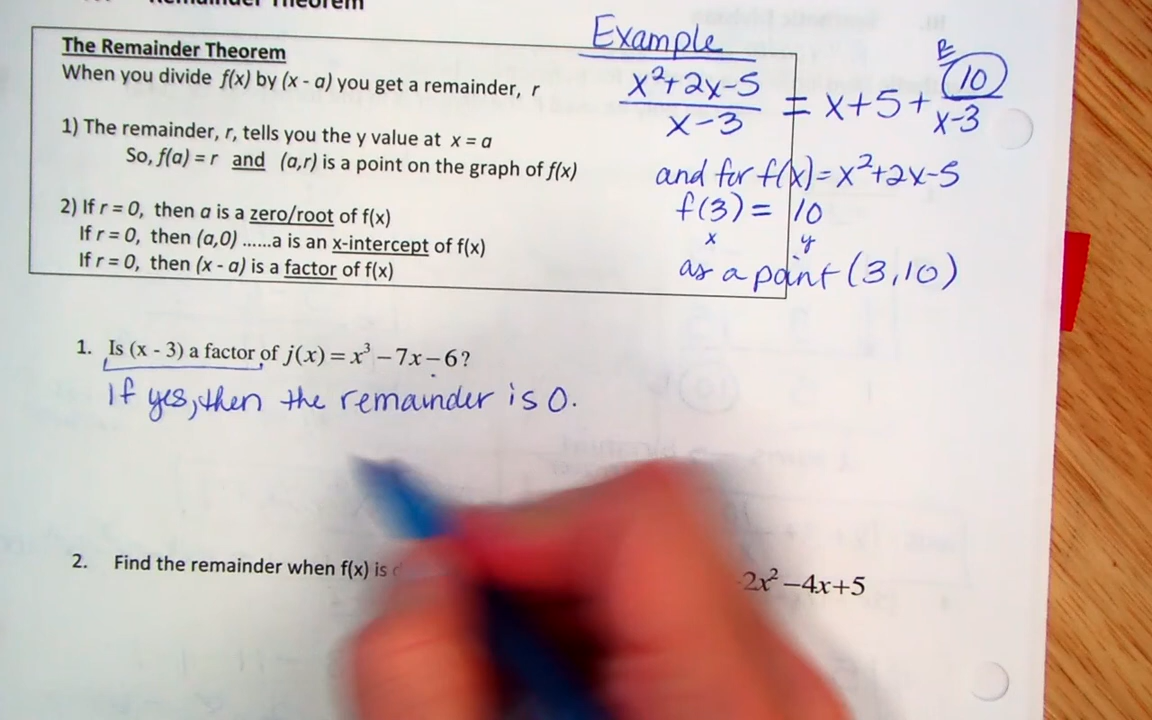 Remainder Theorem
The Remainder Theorem
When you divide f(x) by (x - a) you get a remainder, r
1) The remainder, r, tells you the y value at x = a
So, f(a) = r and (a,r) is a point on the graph of f(x)
2) If r = 0, then a is a zero/root of f(x)
If r = 0, then (a,0) ......a is an x-intercept of f(x)
If r = 0, then (x - a) is a factor of f(x)
Example
R
x²+2x-5 / x-3 = x+5+ 10 / x-3
and for f(x)=x²+2x-5
f(3) = 10
x y
as a point (3,10)
1. Is (x - 3) a factor of j(x) = x³ – 7x – 6?
If yes, then the remainder is 0.
2. Find the remainder when f(x) is 2x² – 4x+5